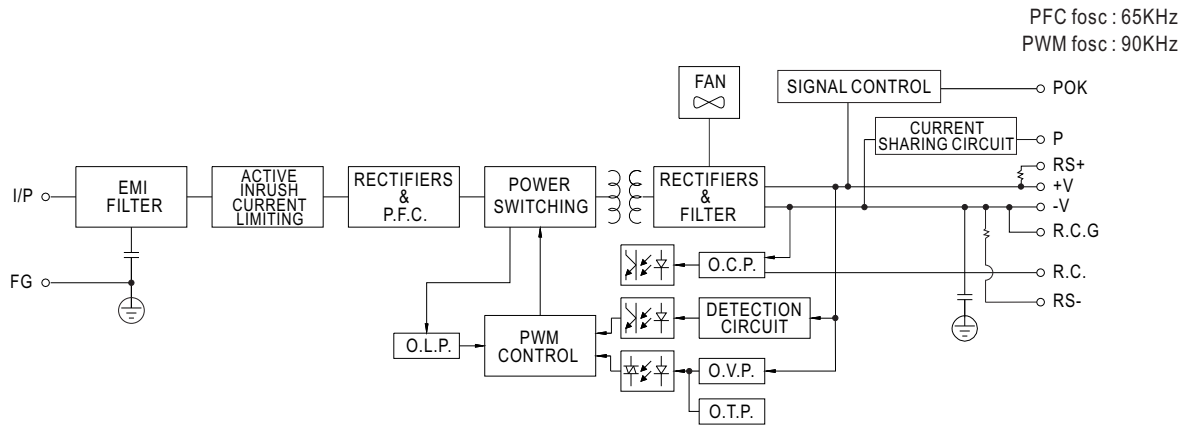 PFC fosc : 65KHz
PWM fosc : 90KHz
FAN
SIGNAL CONTROL
POK
CURRENT
SHARING CIRCUIT
P
I/P
EMI
FILTER
ACTIVE
INRUSH
CURRENT
LIMITING
RECTIFIERS
&
P.F.C.
POWER
SWITCHING
RECTIFIERS
&
FILTER
RS+
+V
-V
R.C.G
FG
O.C.P.
R.C.
RS-
O.L.P.
PWM
CONTROL
DETECTION
CIRCUIT
O.V.P.
O.T.P.